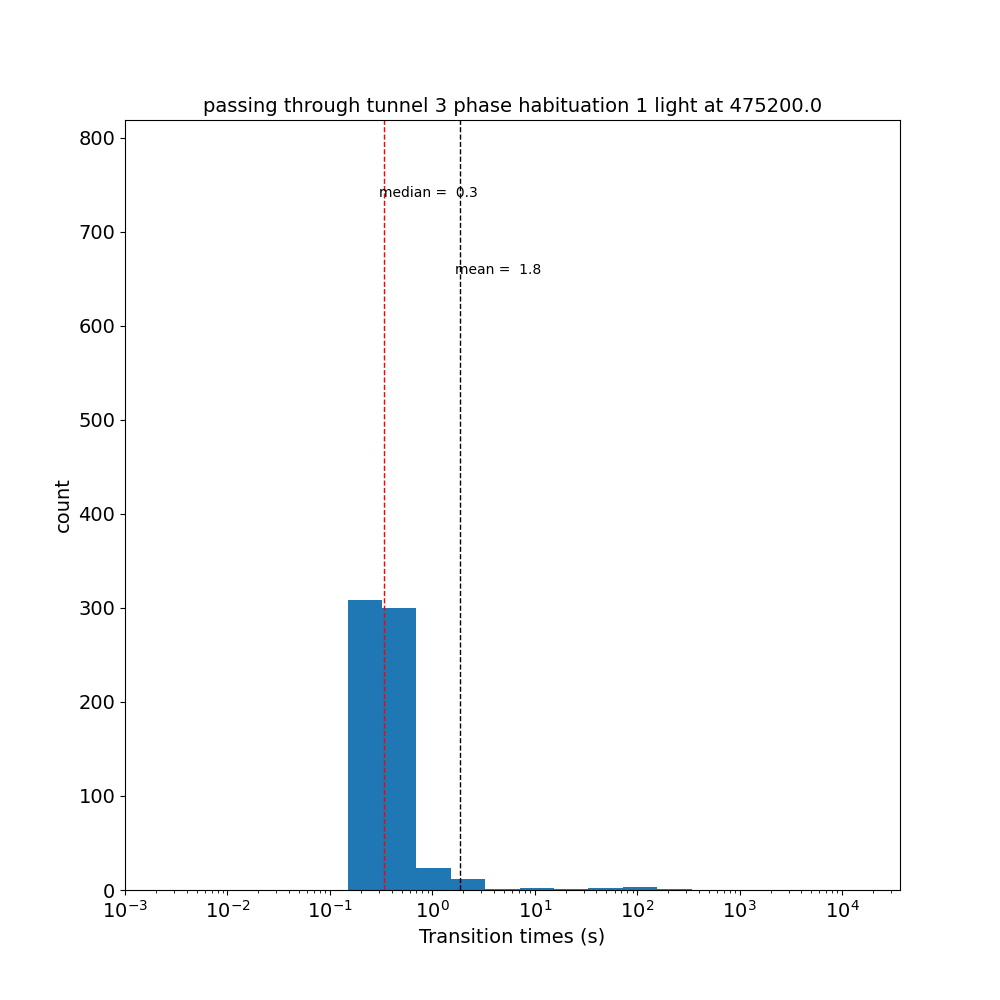 passing through tunnel 3 phase habituation 1 light at 475200.0
800
median =  0.3
700
mean =  1.8
600
500
400
300
200
100
0
count
10⁻³ 10⁻² 10⁻¹ 10⁰ 10¹ 10² 10³ 10⁴
Transition times (s)